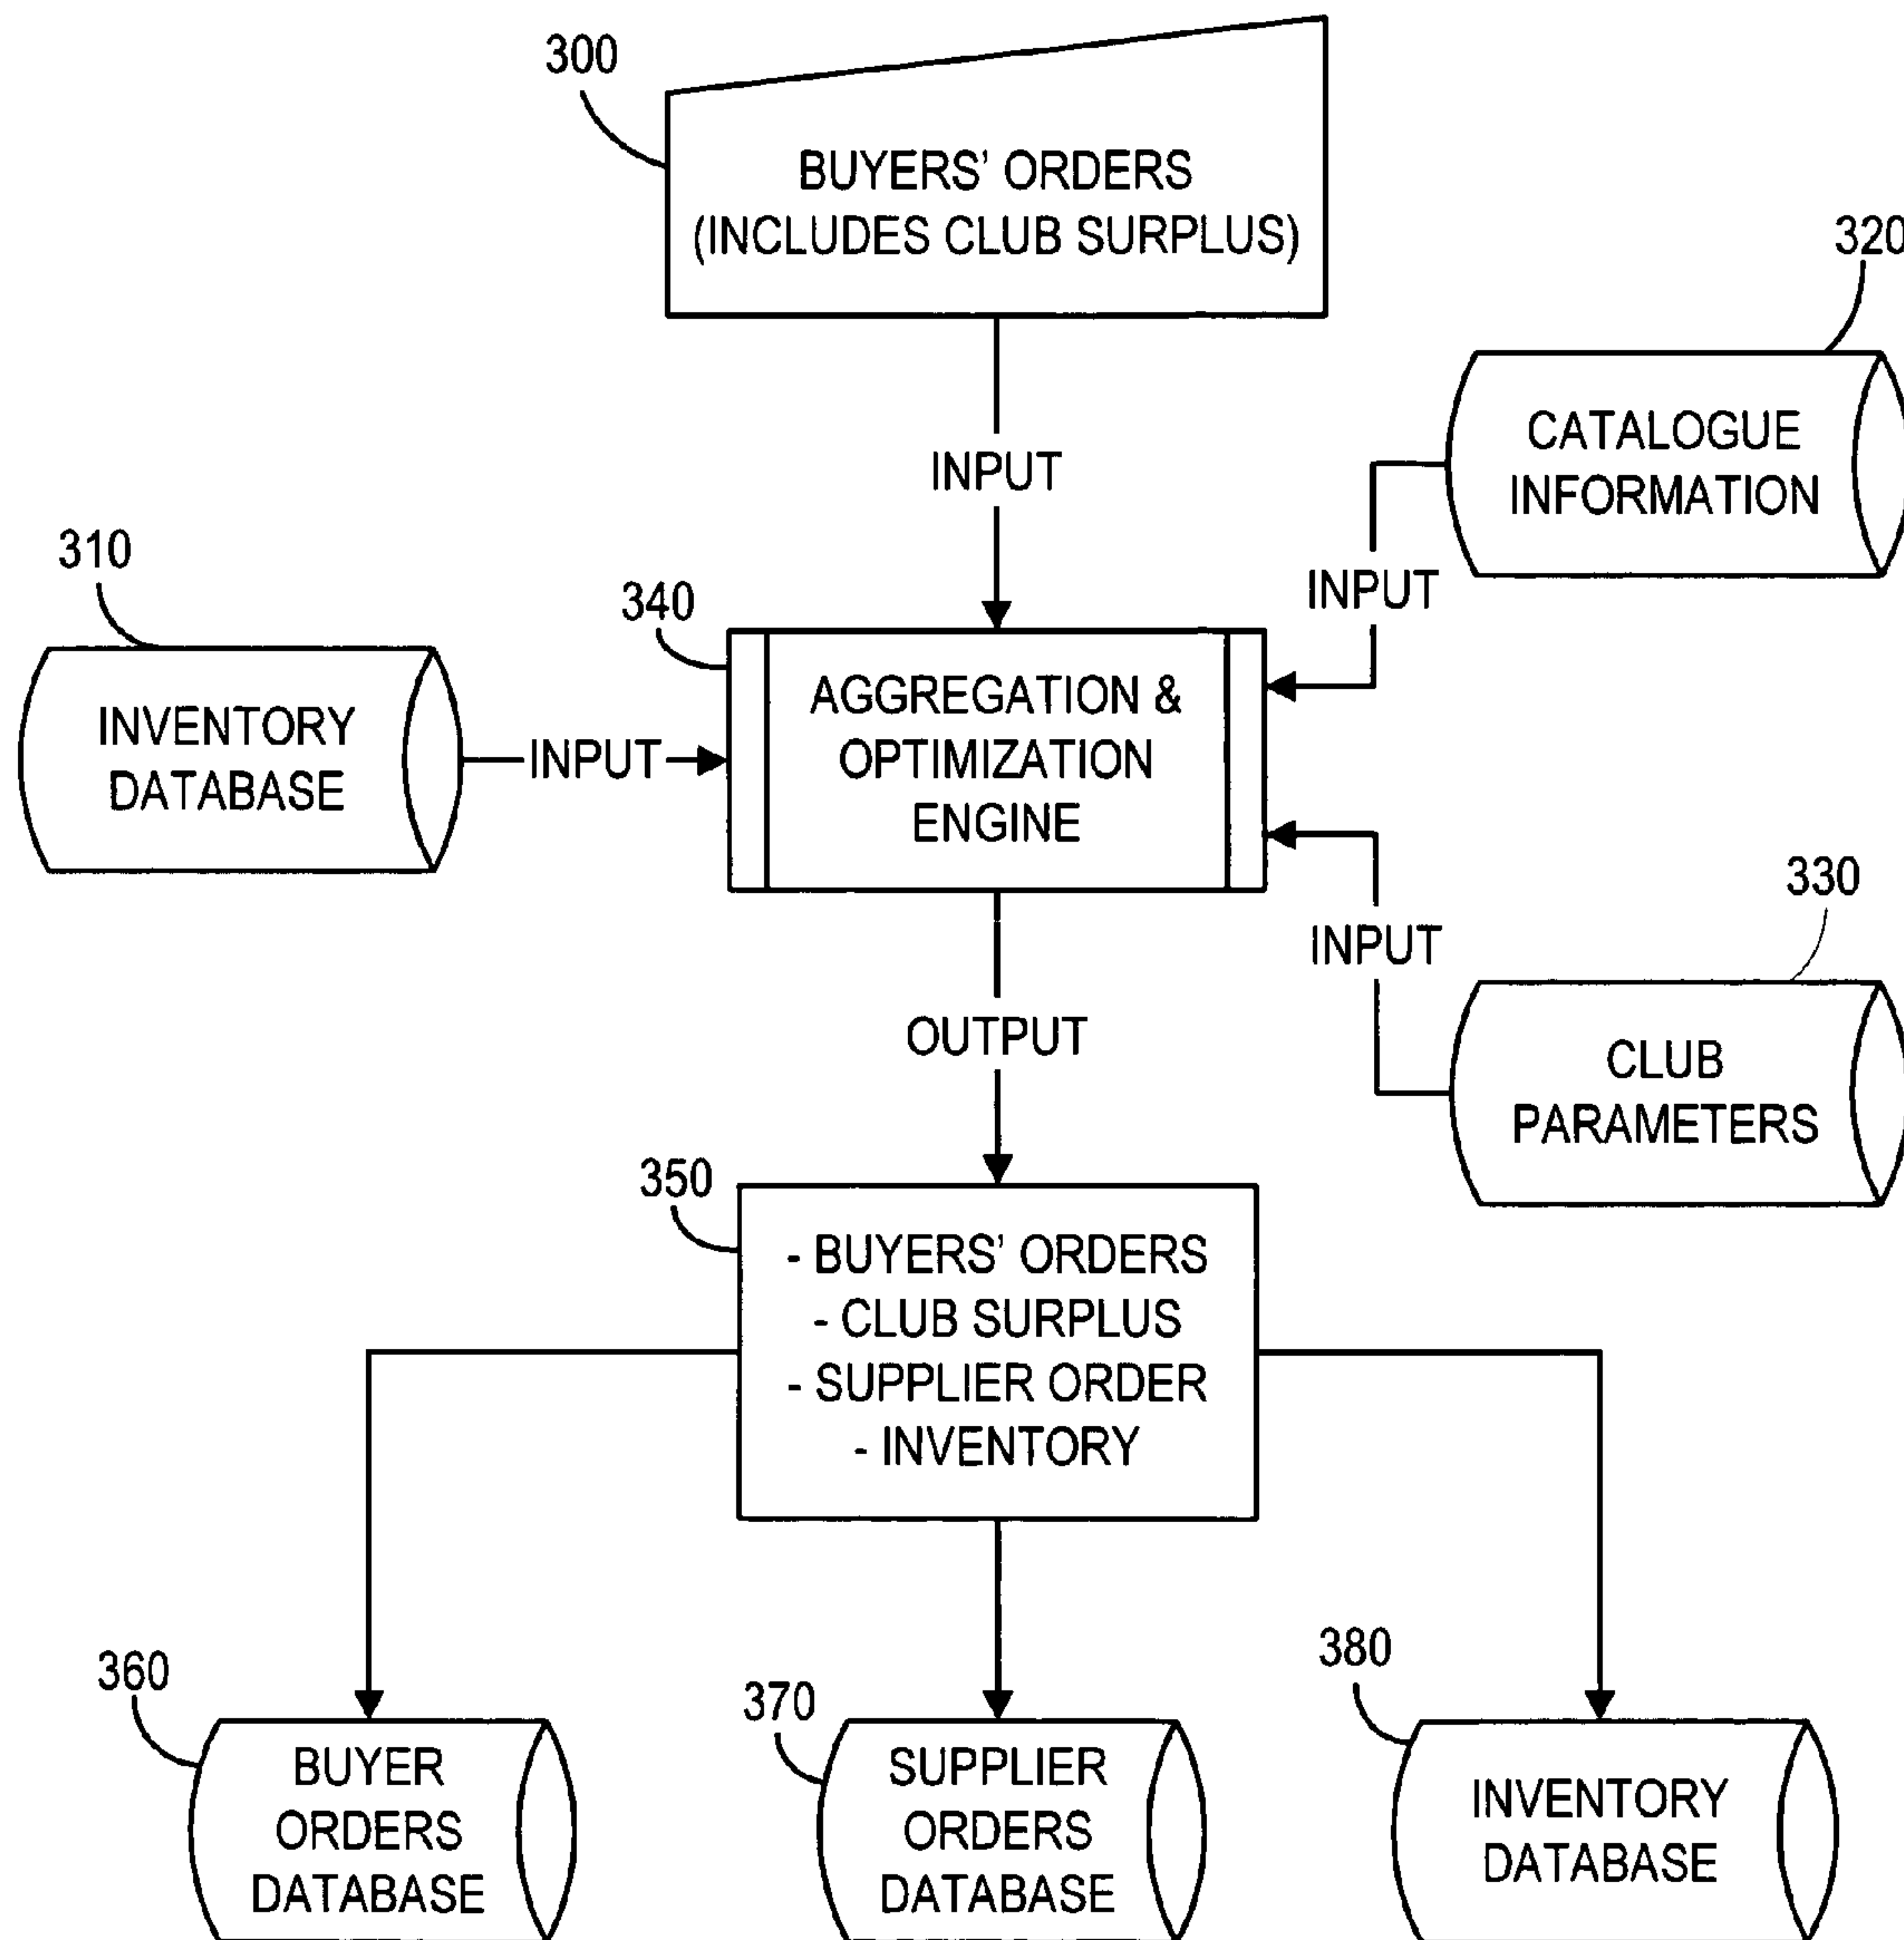 300
BUYERS' ORDERS
(INCLUDES CLUB SURPLUS)
320
CATALOGUE
INFORMATION
INPUT
INPUT
310
INVENTORY
DATABASE
INPUT
340
AGGREGATION &
OPTIMIZATION
ENGINE
330
CLUB
PARAMETERS
INPUT
OUTPUT
350
- BUYERS' ORDERS
- CLUB SURPLUS
- SUPPLIER ORDER
- INVENTORY
360
BUYER
ORDERS
DATABASE
370
SUPPLIER
ORDERS
DATABASE
380
INVENTORY
DATABASE